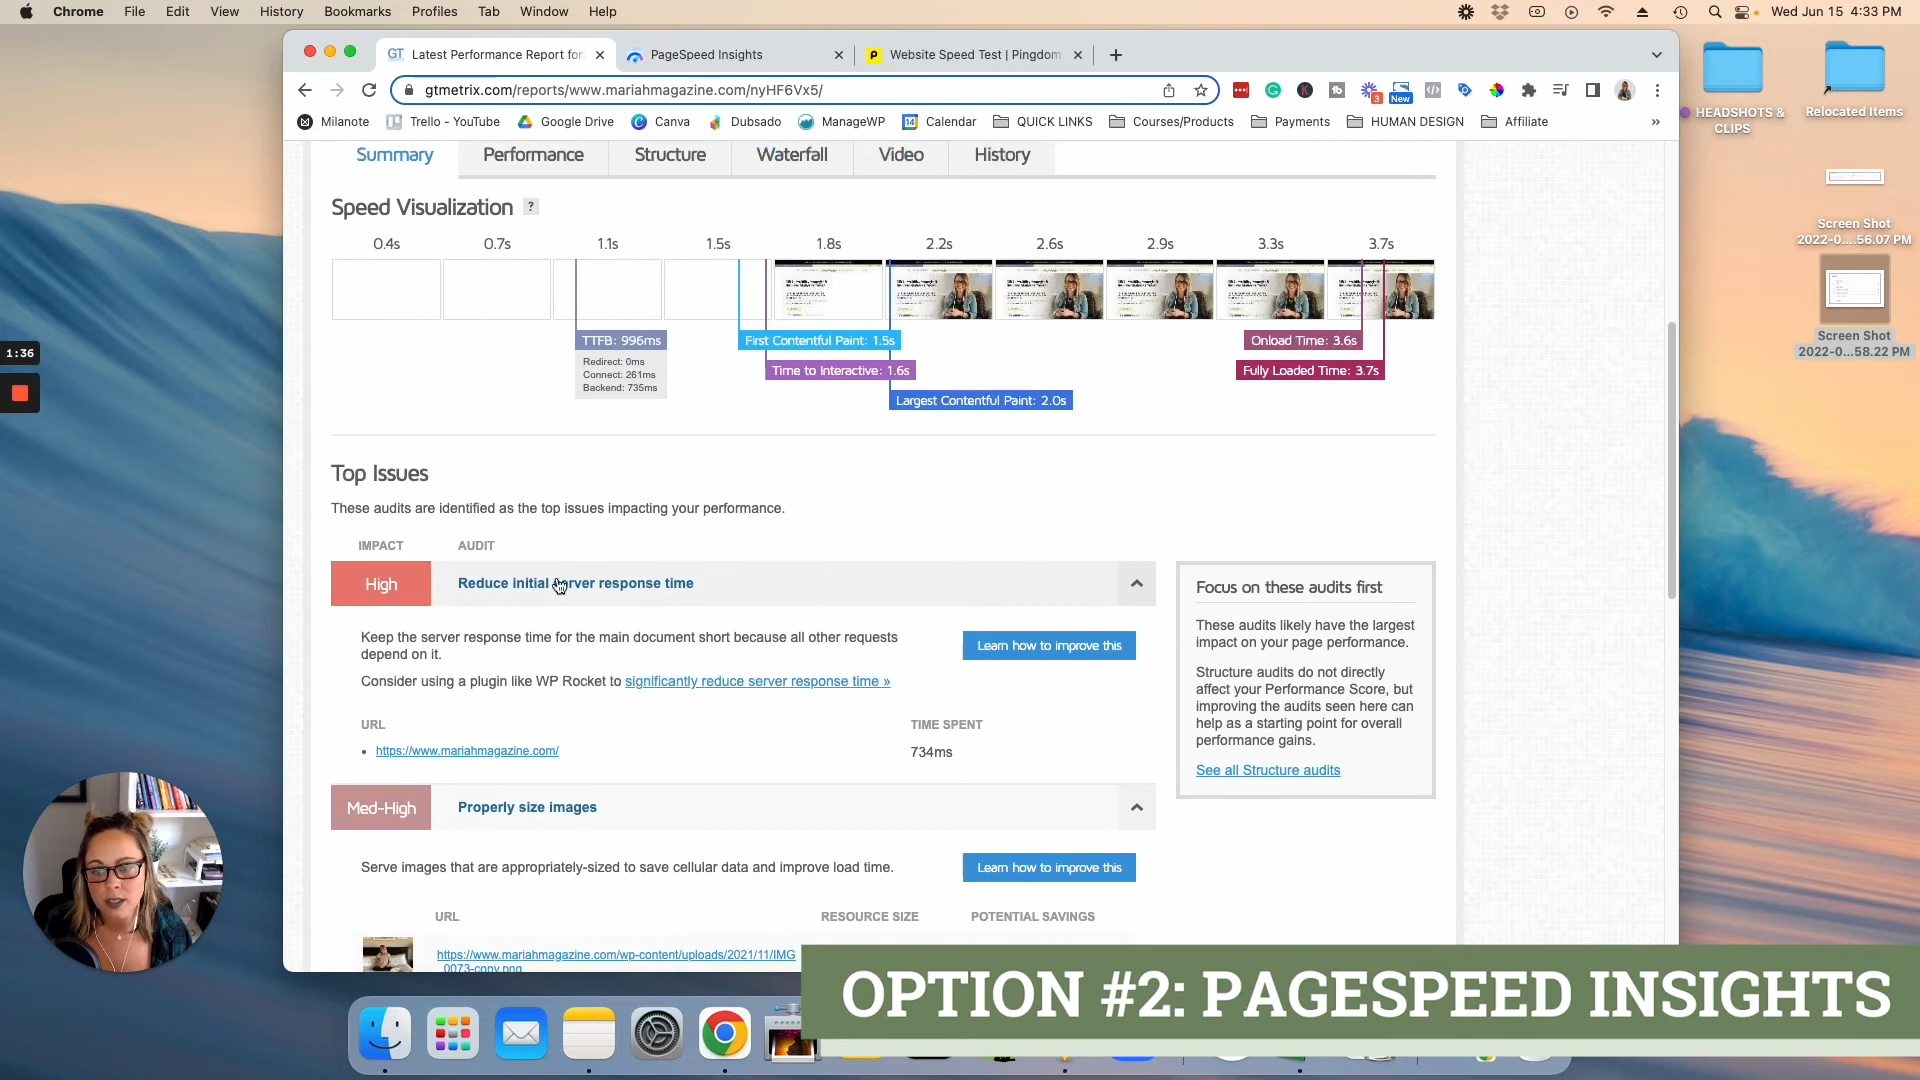 Chrome File Edit View History Bookmarks Profiles Tab Window Help Wed Jun 15 4:33 PM
GT Latest Performance Report for: PageSpeed Insights Website Speed Test | Pingdom
gtmetrix.com/reports/www.mariahmagazine.com/nyHF6Vx5/
3 New
Milanote Trello - YouTube Google Drive Canva Dubsado ManageWP 14 Calendar QUICK LINKS Courses/Products Payments HUMAN DESIGN Affiliate »
HEADSHOTS & CLIPS
Relocated Items
Screen Shot
2022-0....56.07 PM
Screen Shot
2022-0...58.22 PM
1:36
Summary Performance Structure Waterfall Video History
Speed Visualization ?
0.4s 0.7s 1.1s 1.5s 1.8s 2.2s 2.6s 2.9s 3.3s 3.7s
TTFB: 996ms
Redirect: 0ms
Connect: 261ms
Backend: 735ms
First Contentful Paint: 1.5s
Time to Interactive: 1.6s
Largest Contentful Paint: 2.0s
Onload Time: 3.6s
Fully Loaded Time: 3.7s
Top Issues
These audits are identified as the top issues impacting your performance.
IMPACT AUDIT
High Reduce initial server response time
Keep the server response time for the main document short because all other requests
depend on it.
Learn how to improve this
Consider using a plugin like WP Rocket to significantly reduce server response time »
URL TIME SPENT
• https://www.mariahmagazine.com/ 734ms
Med-High Properly size images
Serve images that are appropriately-sized to save cellular data and improve load time.
Learn how to improve this
URL RESOURCE SIZE POTENTIAL SAVINGS
https://www.mariahmagazine.com/wp-content/uploads/2021/11/IMG
_0073-copy.png
Focus on these audits first
These audits likely have the largest
impact on your page performance.
Structure audits do not directly
affect your Performance Score, but
improving the audits seen here can
help as a starting point for overall
performance gains.
See all Structure audits
OPTION #2: PAGESPEED INSIGHTS